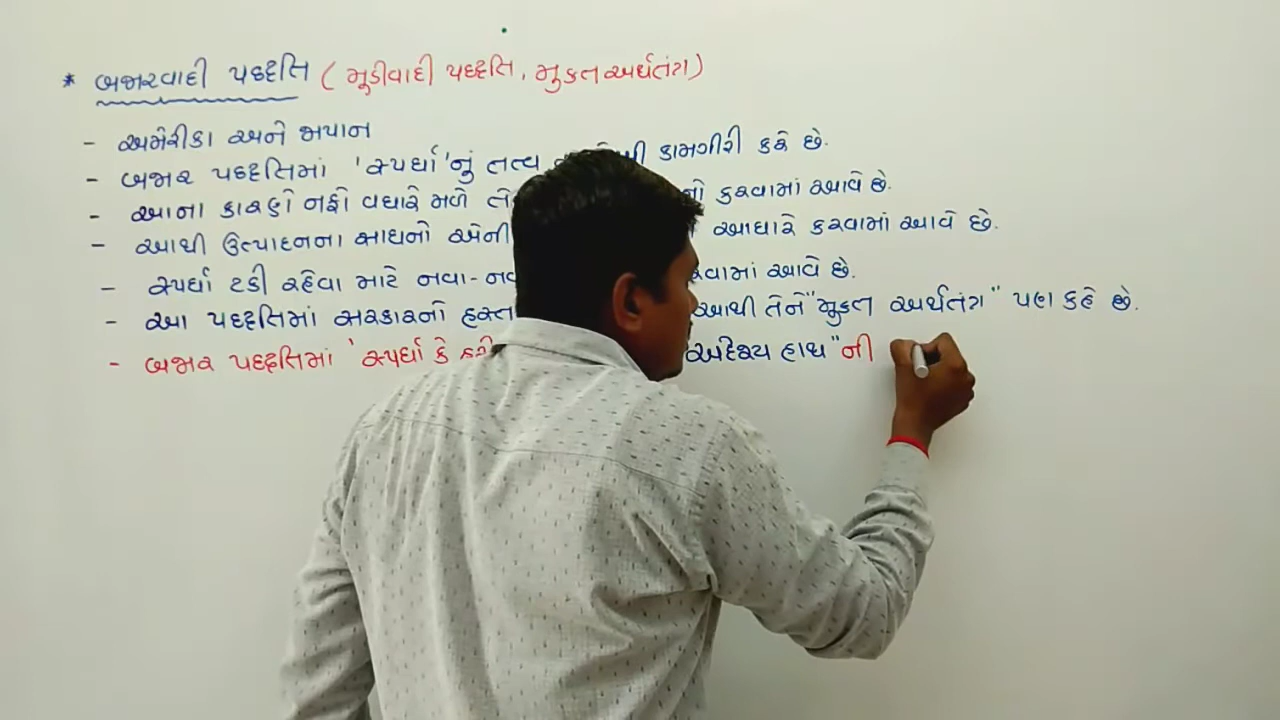 * બજારવાદી પદ્ધતિ (મુડીવાદી પદ્ધતિ, મુક્ત અર્થતંત્ર)
- અમેરીકા અને જાપાન
- બજાર પદ્ધતિમાં 'સ્પર્ધા'નું તત્વ કામગીરી કરે છે.
- આના કારણે નફો વધારે મળે કરવામાં આવે છે.
- આથી ઉત્પાદનના સાધનો એની આધારે કરવામાં આવે છે.
- સ્પર્ધા ટકી રહેવા માટે નવા- આવે છે.
- આ પદ્ધતિમાં સરકારનો આથી તેને "મુક્ત અર્થતંત્ર" પણ કહે છે.
- બજાર પદ્ધતિમાં 'સ્પર્ધા કે અદ્રશ્ય હાથ"ની